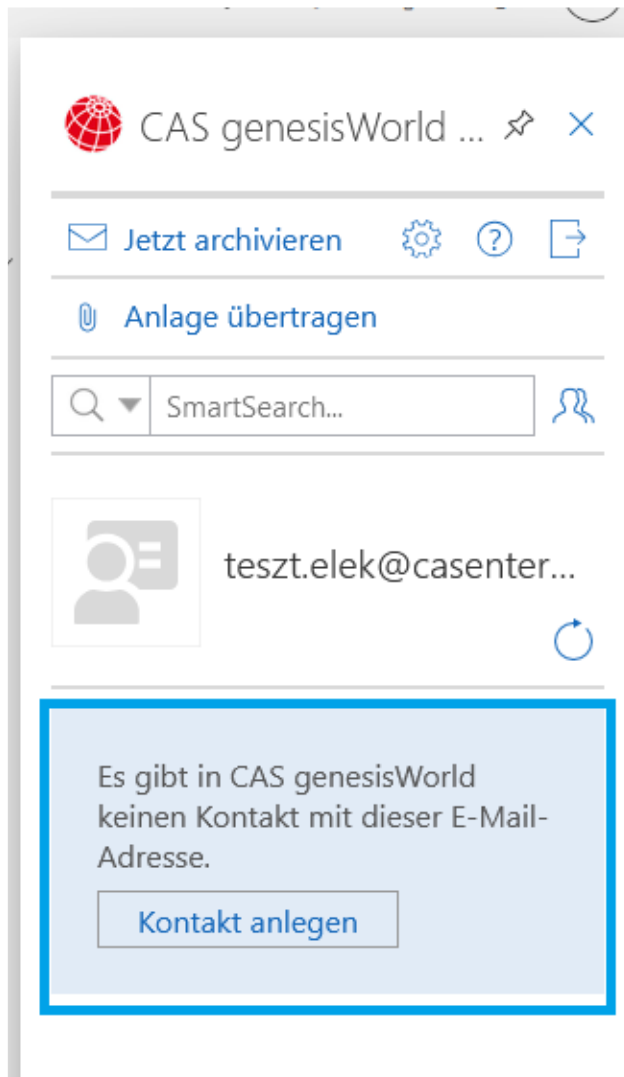 CAS genesisWorld ...
Jetzt archivieren
Anlage übertragen
SmartSearch...
teszt.elek@casenter...
Es gibt in CAS genesisWorld
keinen Kontakt mit dieser E-Mail-
Adresse.
Kontakt anlegen